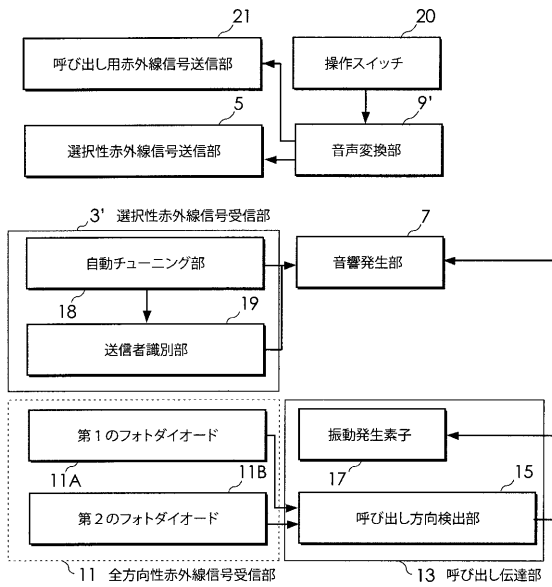 21
呼び出し用赤外線信号送信部
20
操作スイッチ
5
選択性赤外線信号送信部
9’
音声変換部
3’ 選択性赤外線信号受信部
自動チューニング部
18
19
送信者識別部
7
音響発生部
第1のフォトダイオード
11A
11B
第2のフォトダイオード
11 全方向性赤外線信号受信部
振動発生素子
17
15
呼び出し方向検出部
13 呼び出し伝達部